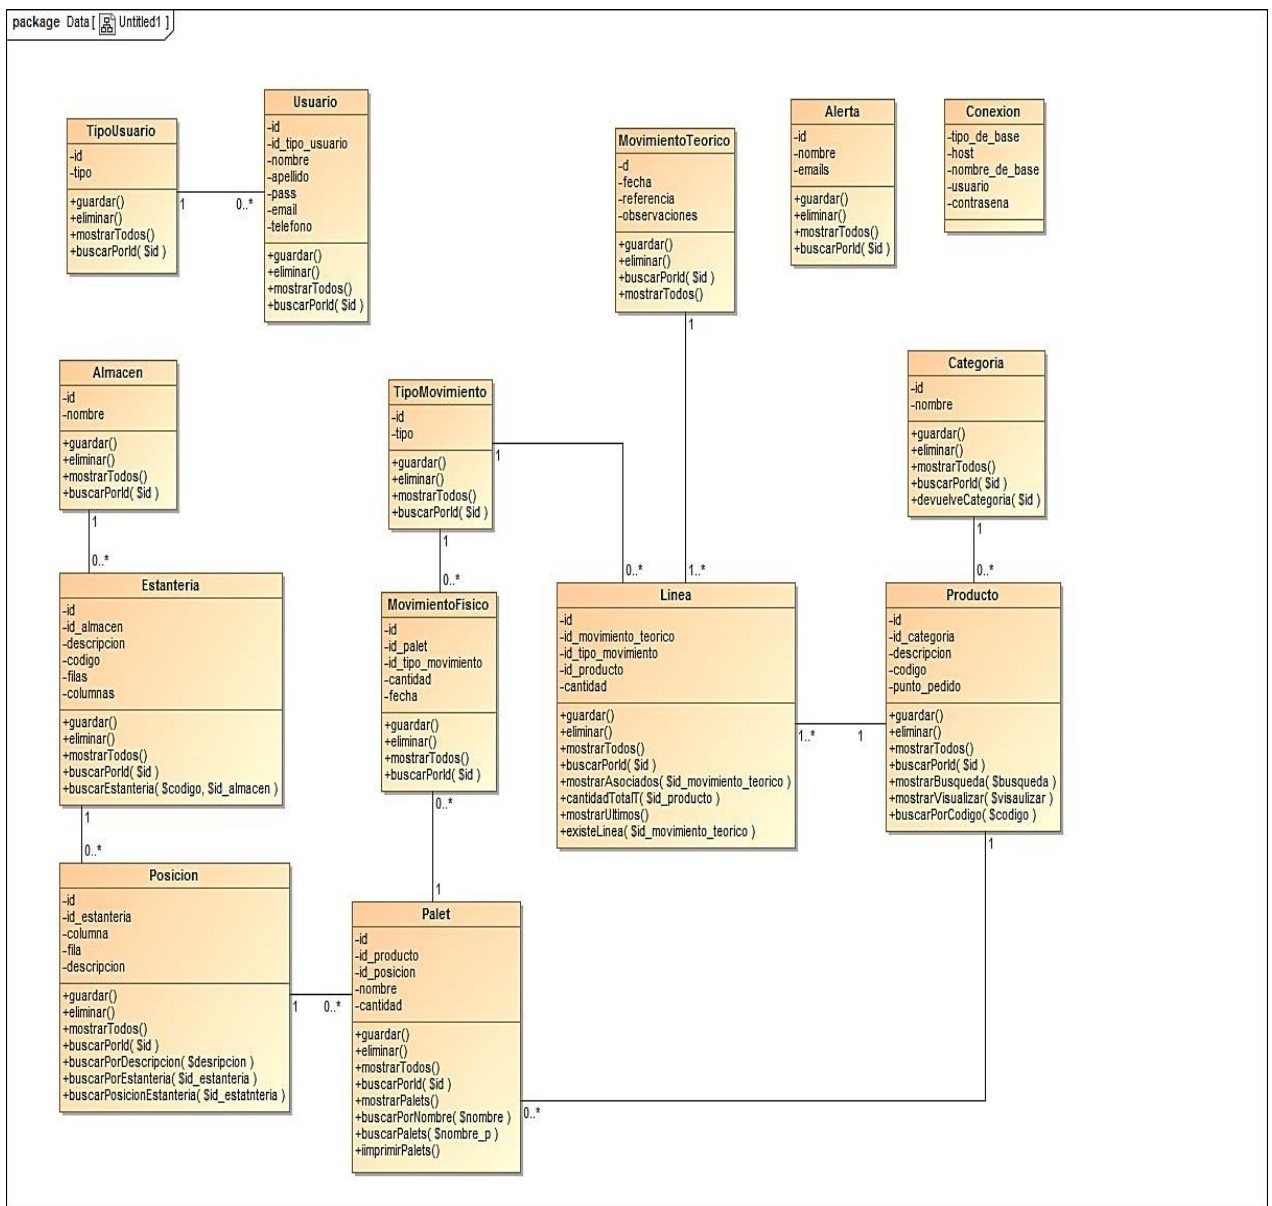 package Data [ Untitled1 ]
TipoUsuario
-id
-tipo
+guardar()
+eliminar()
+mostrarTodos()
+buscarPorId( $id )
1
0..*
Usuario
-id
-id_tipo_usuario
-nombre
-apellido
-pass
-email
-telefono
+guardar()
+eliminar()
+mostrarTodos()
+buscarPorId( $id )
MovimientoTeorico
-d
-fecha
-referencia
-observaciones
+guardar()
+eliminar()
+buscarPorId( $id )
+mostrarTodos()
1
Alerta
-id
-nombre
-emails
+guardar()
+eliminar()
+mostrarTodos()
+buscarPorId( $id )
Conexion
-tipo_de_base
-host
-nombre_de_base
-usuario
-contrasena
Almacen
-id
-nombre
+guardar()
+eliminar()
+mostrarTodos()
+buscarPorId( $id )
1
0..*
TipoMovimiento
-id
-tipo
+guardar()
+eliminar()
+mostrarTodos()
+buscarPorId( $id )
1
1
0..*
0..*
1..*
Categoria
-id
-nombre
+guardar()
+eliminar()
+mostrarTodos()
+buscarPorId( $id )
+devuelveCategoria( $id )
1
0..*
Estanteria
-id
-id_almacen
-descripcion
-codigo
-filas
-columnas
+guardar()
+eliminar()
+mostrarTodos()
+buscarPorId( $id )
+buscarEstanteria( $codigo, $id_almacen )
1
0..*
MovimientoFisico
-id
-id_palet
-id_tipo_movimiento
-cantidad
-fecha
+guardar()
+eliminar()
+mostrarTodos()
+buscarPorId( $id )
0..*
1
Linea
-id
-id_movimiento_teorico
-id_tipo_movimiento
-id_producto
-cantidad
+guardar()
+eliminar()
+mostrarTodos()
+buscarPorId( $id )
+mostrarAsociados( $id_movimiento_teorico )
+cantidadTotalT( $id_producto )
+mostrarUltimos()
+existeLinea( $id_movimiento_teorico )
1..*
1
Producto
-id
-id_categoria
-descripcion
-codigo
-punto_pedido
+guardar()
+eliminar()
+mostrarTodos()
+buscarPorId( $id )
+mostrarBusqueda( $busqueda )
+mostrarVisualizar( $visaulizar )
+buscarPorCodigo( $codigo )
1
Posicion
-id
-id_estanteria
-columna
-fila
-descripcion
+guardar()
+eliminar()
+mostrarTodos()
+buscarPorId( $id )
+buscarPorDescripcion( $desripcion )
+buscarPorEstanteria( $id_estanteria )
+buscarPosicionEstanteria( $id_estatnteria )
1
0..*
Palet
-id
-id_producto
-id_posicion
-nombre
-cantidad
+guardar()
+eliminar()
+mostrarTodos()
+buscarPorId( $id )
+mostrarPalets()
+buscarPorNombre( $nombre )
+buscarPalets( $nombre_p )
+iimprimirPalets()
0..*